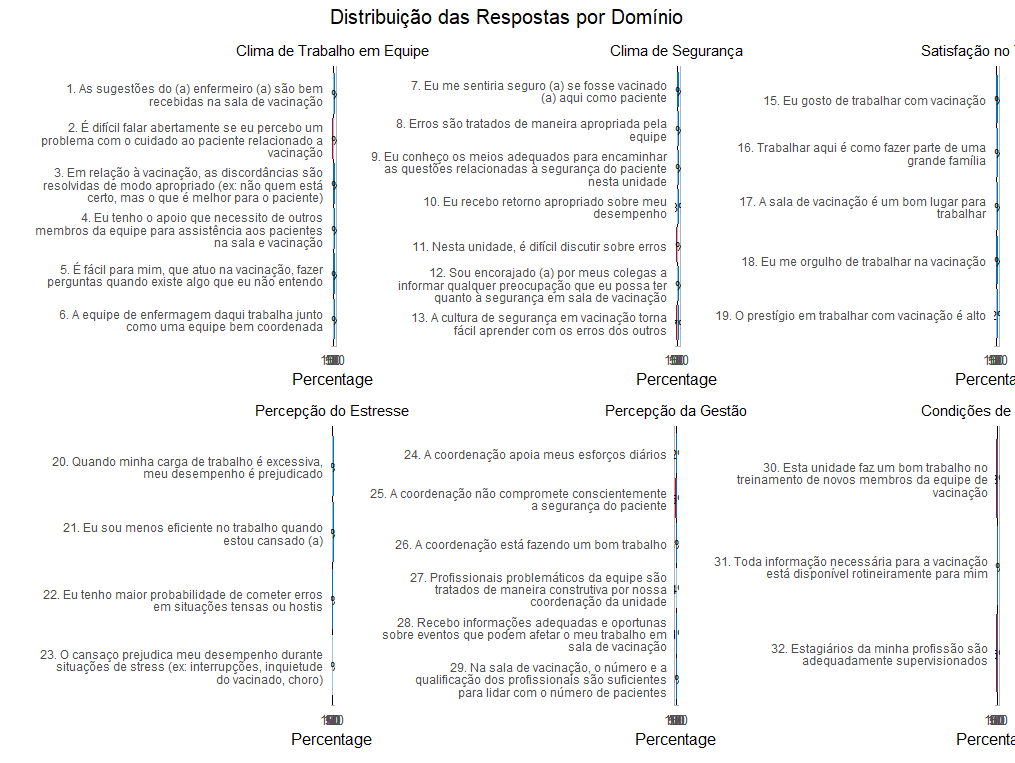 Distribuição das Respostas por Domínio
Clima de Trabalho em Equipe
1. As sugestões do (a) enfermeiro (a) são bem
recebidas na sala de vacinação
2. É difícil falar abertamente se eu percebo um
problema com o cuidado ao paciente relacionado a
vacinação
3. Em relação à vacinação, as discordâncias são
resolvidas de modo apropriado (ex: não quem está
certo, mas o que é melhor para o paciente)
4. Eu tenho o apoio que necessito de outros
membros da equipe para assistência aos pacientes
na sala e vacinação
5. É fácil para mim, que atuo na vacinação, fazer
perguntas quando existe algo que eu não entendo
6. A equipe de enfermagem daqui trabalha junto
como uma equipe bem coordenada
Percentage
Clima de Segurança
7. Eu me sentiria seguro (a) se fosse vacinado
(a) aqui como paciente
8. Erros são tratados de maneira apropriada pela
equipe
9. Eu conheço os meios adequados para encaminhar
as questões relacionadas à segurança do paciente
nesta unidade
10. Eu recebo retorno apropriado sobre meu
desempenho
11. Nesta unidade, é difícil discutir sobre erros
12. Sou encorajado (a) por meus colegas a
informar qualquer preocupação que eu possa ter
quanto à segurança em sala de vacinação
13. A cultura de segurança em vacinação torna
fácil aprender com os erros dos outros
Percentage
Satisfação no
15. Eu gosto de trabalhar com vacinação
16. Trabalhar aqui é como fazer parte de uma
grande família
17. A sala de vacinação é um bom lugar para
trabalhar
18. Eu me orgulho de trabalhar na vacinação
19. O prestígio em trabalhar com vacinação é alto
Percenta
Percepção do Estresse
20. Quando minha carga de trabalho é excessiva,
meu desempenho é prejudicado
21. Eu sou menos eficiente no trabalho quando
estou cansado (a)
22. Eu tenho maior probabilidade de cometer erros
em situações tensas ou hostis
23. O cansaço prejudica meu desempenho durante
situações de stress (ex: interrupções, inquietude
do vacinado, choro)
Percentage
Percepção da Gestão
24. A coordenação apoia meus esforços diários
25. A coordenação não compromete conscientemente
a segurança do paciente
26. A coordenação está fazendo um bom trabalho
27. Profissionais problemáticos da equipe são
tratados de maneira construtiva por nossa
coordenação da unidade
28. Recebo informações adequadas e oportunas
sobre eventos que podem afetar o meu trabalho em
sala de vacinação
29. Na sala de vacinação, o número e a
qualificação dos profissionais são suficientes
para lidar com o número de pacientes
Percentage
Condições de
30. Esta unidade faz um bom trabalho no
treinamento de novos membros da equipe de
vacinação
31. Toda informação necessária para a vacinação
está disponível rotineiramente para mim
32. Estagiários da minha profissão são
adequadamente supervisionados
Percenta